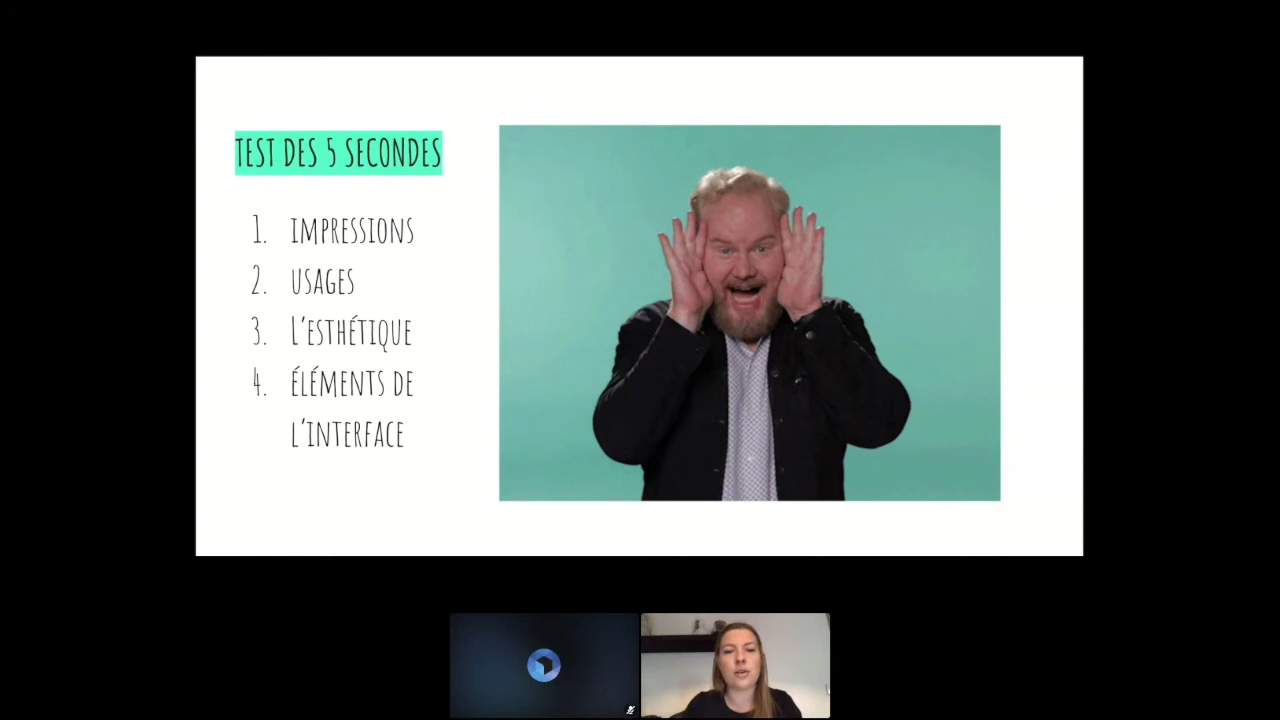 TEST DES 5 SECONDES
1. IMPRESSIONS
2. USAGES
3. L'ESTHÉTIQUE
4. ÉLÉMENTS DE
L'INTERFACE